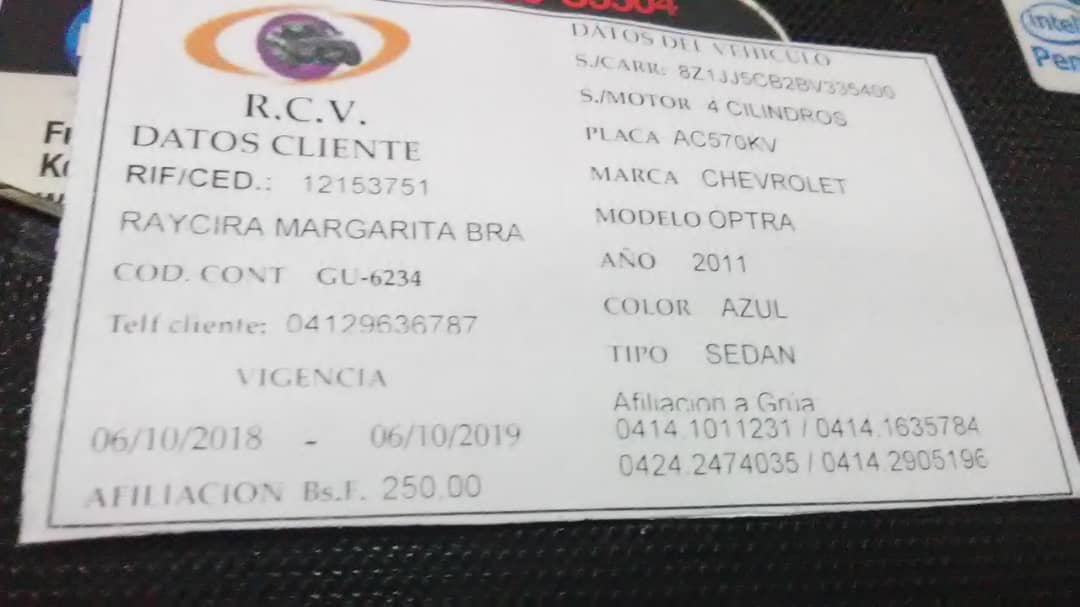 R.C.V.
DATOS CLIENTE
RIF/CED.: 12153751
RAYCIRA MARGARITA BRA
COD. CONT GU-6234
Telf cliente: 04129636787
VIGENCIA
06/10/2018 - 06/10/2019
AFILIACION Bs.F. 250.00
DATOS DEL VEHICULO
S./CARR: 8Z1JJ5CB2BV335400
S./MOTOR 4 CILINDROS
PLACA AC570KV
MARCA CHEVROLET
MODELO OPTRA
AÑO 2011
COLOR AZUL
TIPO SEDAN
Afiliacion a Grúa
0414.1011231 / 0414.1635784
0424.2474035 / 0414.2905196
intel